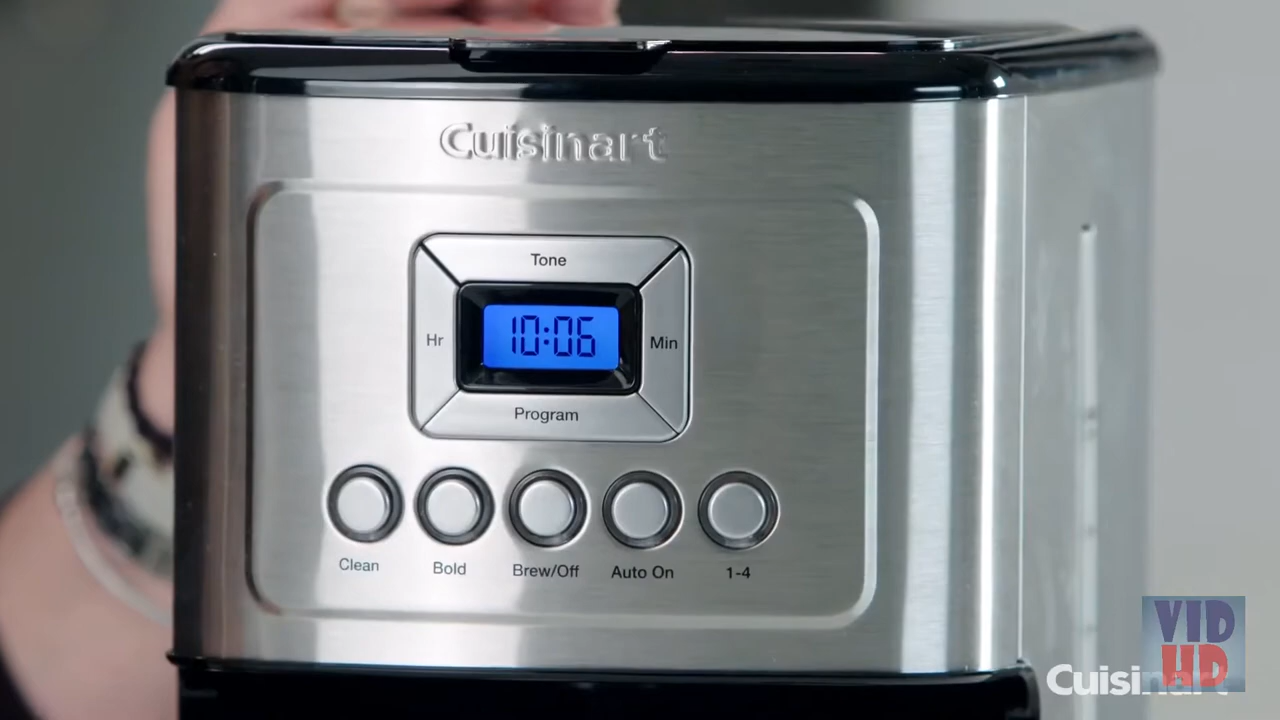 Cuisinart
Tone
Hr
10:06
Min
Program
Clean
Bold
Brew/Off
Auto On
1-4
VID
HD
Cuisinart